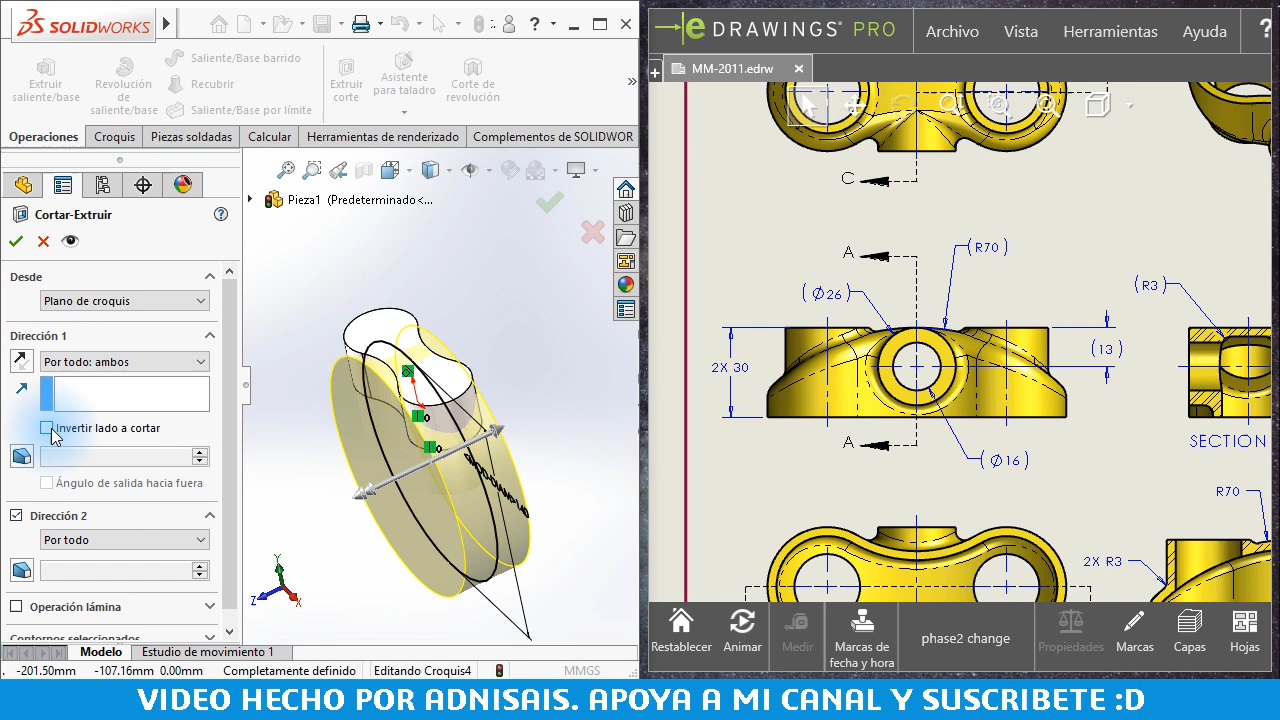 SOLIDWORKS
Extruir saliente/base
Revolución de saliente/base
Saliente/Base barrido
Recubrir
Saliente/Base por límite
Extruir corte
Asistente para taladro
Corte de revolución
Operaciones
Croquis
Piezas soldadas
Calcular
Herramientas de renderizado
Complementos de SOLIDWOR
Cortar-Extruir
Desde
Plano de croquis
Dirección 1
Por todo: ambos
Invertir lado a cortar
Ángulo de salida hacia fuera
Dirección 2
Por todo
Operación lámina
Contornos seleccionados
Pieza1 (Predeterminado<...
0
0
Y
Z
X
Modelo
Estudio de movimiento 1
-201.50mm -107.16mm 0.00mm Completamente definido Editando Croquis4 MMGS
e DRAWINGS® PRO
Archivo
Vista
Herramientas
Ayuda
?
MM-2011.edrw
C
A
(R70)
(Ø26)
(R3)
(13)
2X 30
A
(Ø16)
SECTION
R70
2X R3
Restablecer
Animar
Medir
Marcas de fecha y hora
phase2 change
Propiedades
Marcas
Capas
Hojas
VIDEO HECHO POR ADNISAIS. APOYA A MI CANAL Y SUSCRIBETE :D